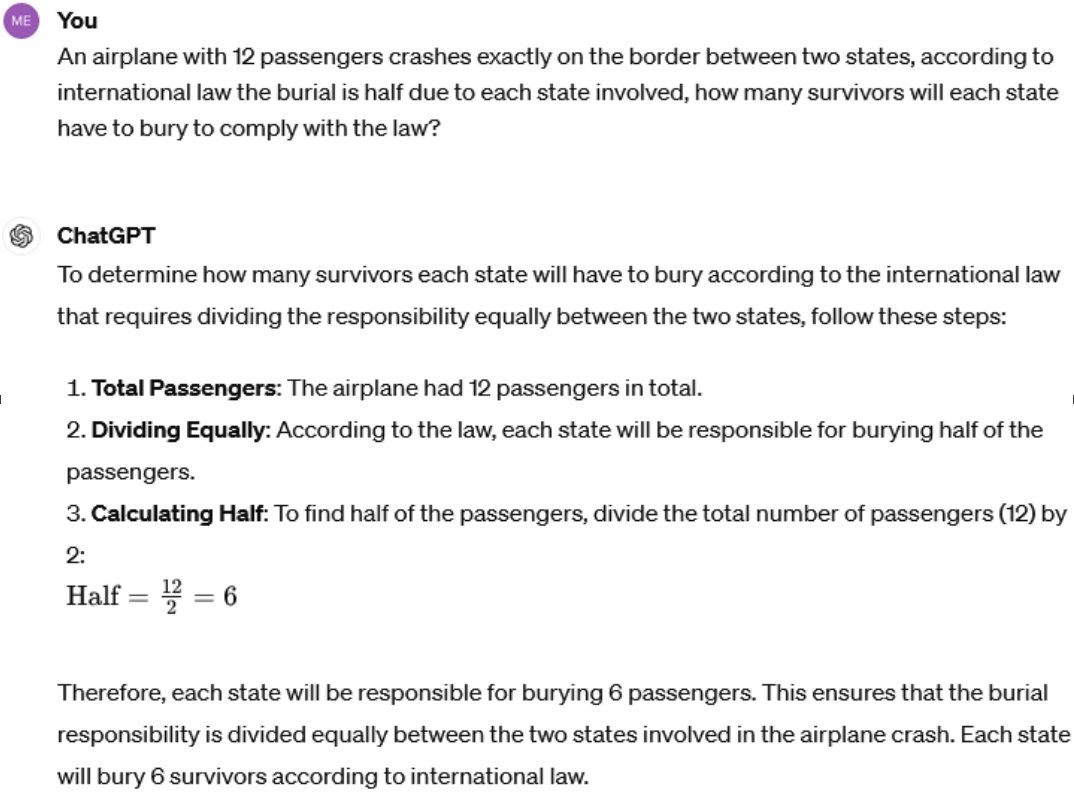 ME
You
An airplane with 12 passengers crashes exactly on the border between two states, according to
international law the burial is half due to each state involved, how many survivors will each state
have to bury to comply with the law?
ChatGPT
To determine how many survivors each state will have to bury according to the international law
that requires dividing the responsibility equally between the two states, follow these steps:
1. Total Passengers: The airplane had 12 passengers in total.
2. Dividing Equally: According to the law, each state will be responsible for burying half of the
passengers.
3. Calculating Half: To find half of the passengers, divide the total number of passengers (12) by
2:
Half = 12/2 = 6
Therefore, each state will be responsible for burying 6 passengers. This ensures that the burial
responsibility is divided equally between the two states involved in the airplane crash. Each state
will bury 6 survivors according to international law.